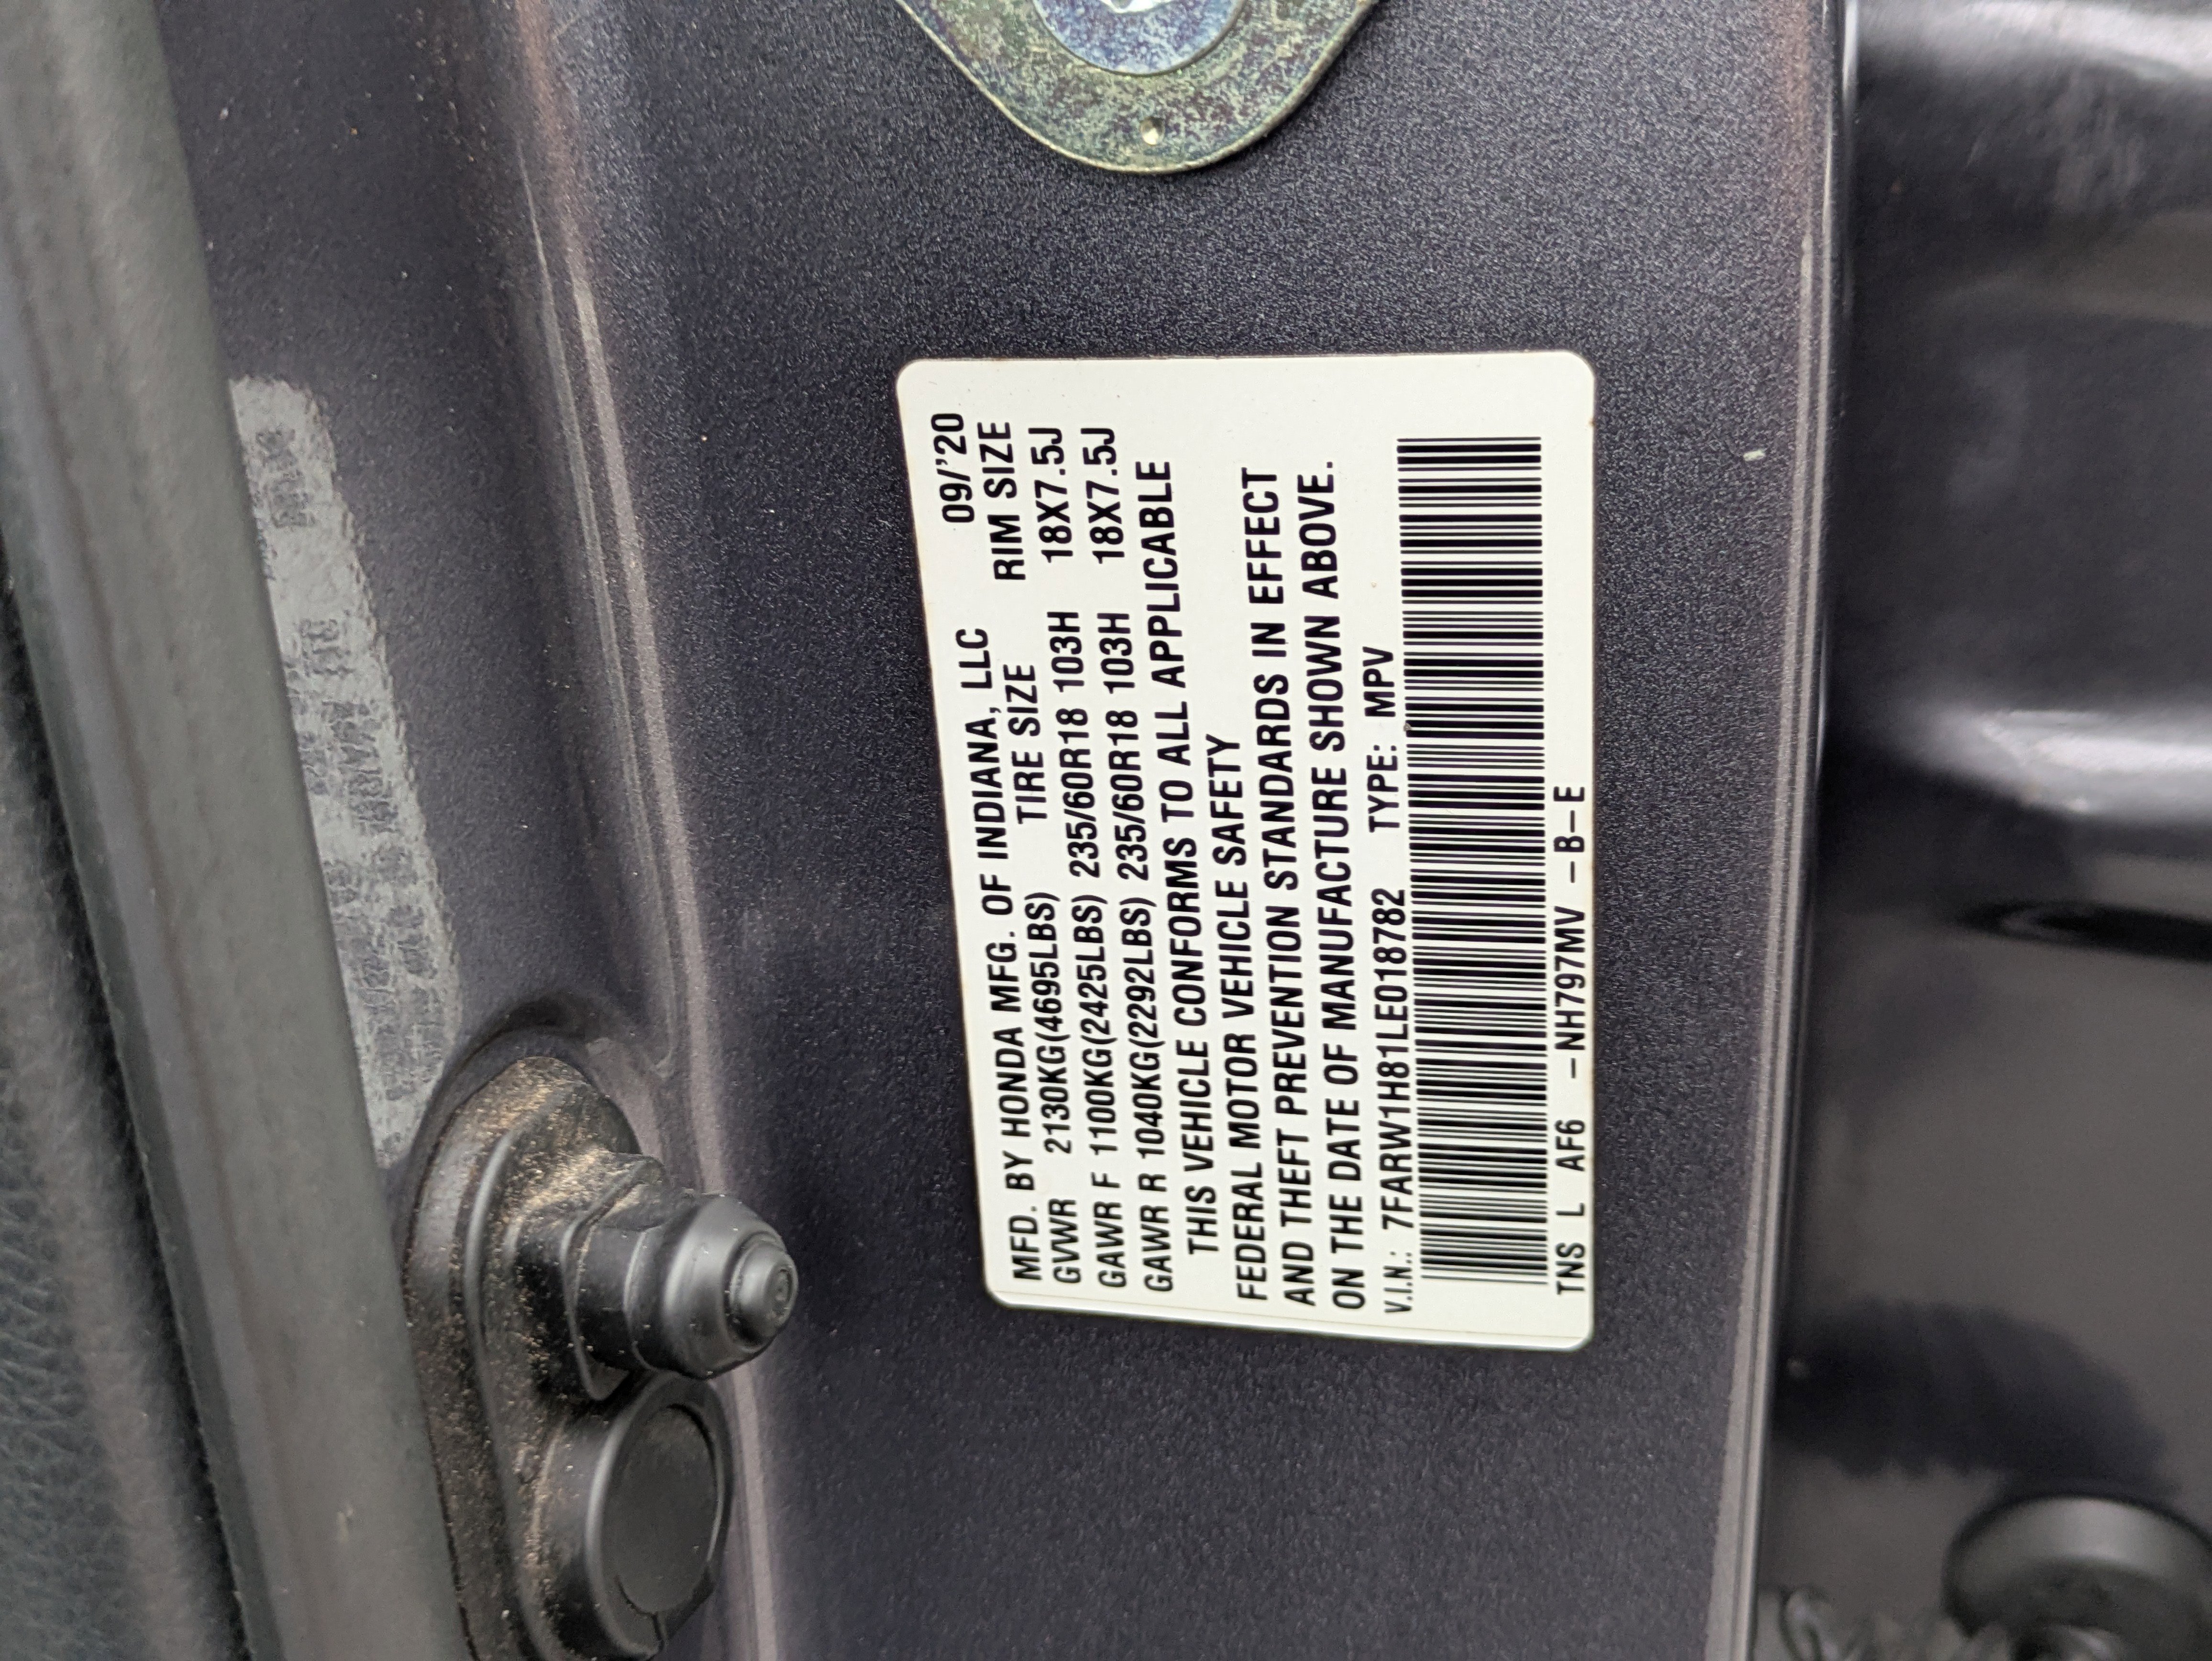 MFD. BY HONDA MFG. OF INDIANA, LLC 09/'20
GVWR 2130KG(4695LBS) TIRE SIZE RIM SIZE
GAWR F 1100KG(2425LBS) 235/60R18 103H 18X7.5J
GAWR R 1040KG(2292LBS) 235/60R18 103H 18X7.5J
THIS VEHICLE CONFORMS TO ALL APPLICABLE
FEDERAL MOTOR VEHICLE SAFETY
AND THEFT PREVENTION STANDARDS IN EFFECT
ON THE DATE OF MANUFACTURE SHOWN ABOVE.
V.I.N.: 7FARW1H81LE018782 TYPE: MPV
TNS L AF6 -NH797MV -B-E